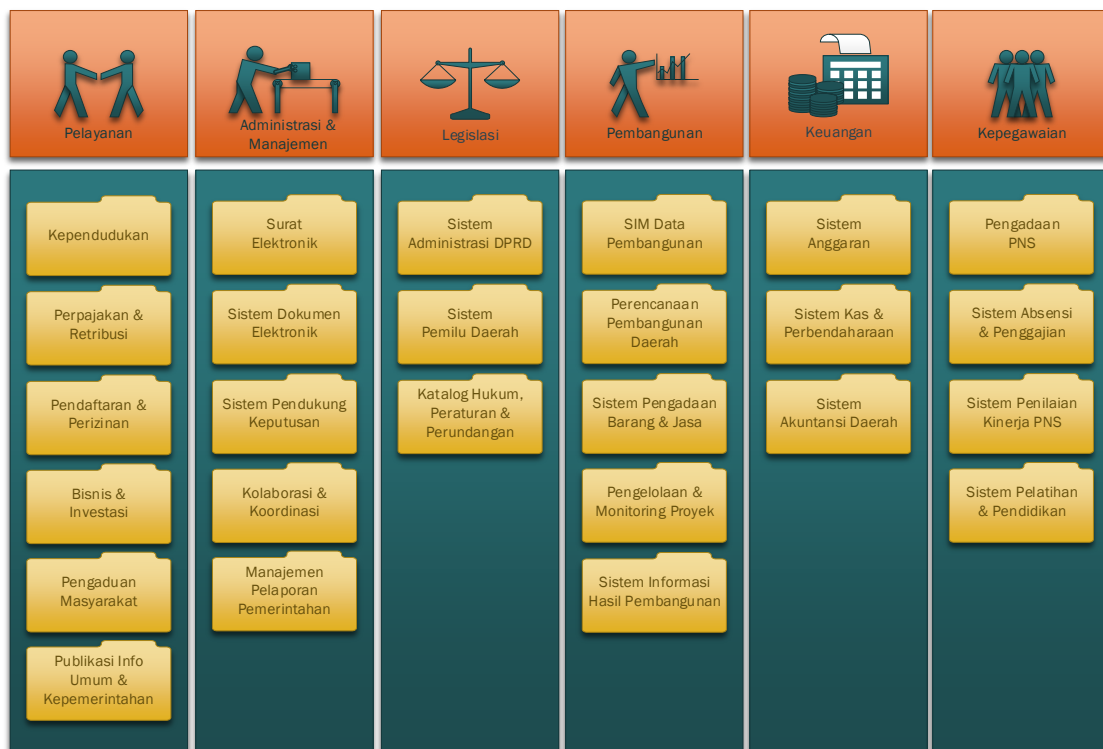 Pelayanan
Administrasi &
Manajemen
Legislasi
Pembangunan
Keuangan
Kepegawaian
Kependudukan
Perpajakan &
Retribusi
Pendaftaran &
Perizinan
Bisnis &
Investasi
Pengaduan
Masyarakat
Publikasi Info
Umum &
Kepemerintahan
Surat
Elektronik
Sistem Dokumen
Elektronik
Sistem Pendukung
Keputusan
Kolaborasi &
Koordinasi
Manajemen
Pelaporan
Pemerintahan
Sistem
Administrasi DPRD
Sistem
Pemilu Daerah
Katalog Hukum,
Peraturan &
Perundangan
SIM Data
Pembangunan
Perencanaan
Pembangunan
Daerah
Sistem Pengadaan
Barang & Jasa
Pengelolaan &
Monitoring Proyek
Sistem Informasi
Hasil Pembangunan
Sistem
Anggaran
Sistem Kas &
Perbendaharaan
Sistem
Akuntansi Daerah
Pengadaan
PNS
Sistem Absensi
& Penggajian
Sistem Penilaian
Kinerja PNS
Sistem Pelatihan
& Pendidikan